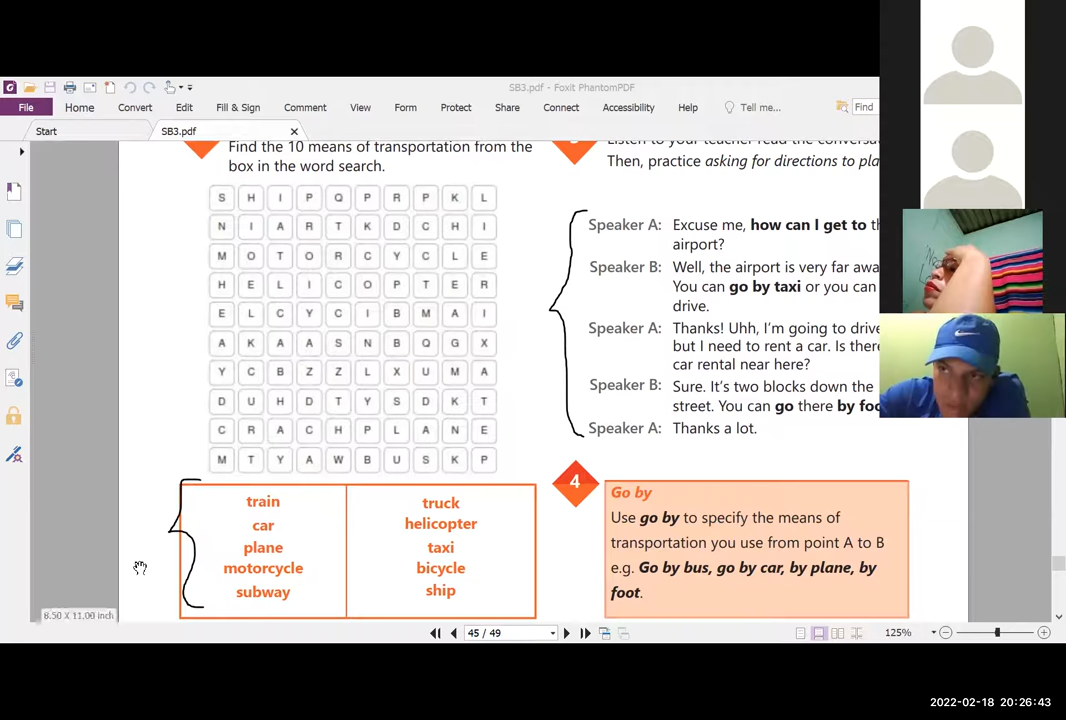 SB3.pdf - Foxit PhantomPDF
File Home Convert Edit Fill & Sign Comment View Form Protect Share Connect Accessibility Help Tell me... Find
Start SB3.pdf
Find the 10 means of transportation from the
box in the word search.
S H I P Q P R P K L
N I A R T K D C H I
M O T O R C Y C L E
H E L I C O P T E R
E L C Y C I B M A I
A K A A S N B Q G X
Y C B Z Z L X U M A
D U H D T Y S D K T
C R A C H P L A N E
M T Y A W B U S K P
train
car
plane
motorcycle
subway
truck
helicopter
taxi
bicycle
ship
Listen to your teacher read the
Then, practice asking for directions to
Speaker A: Excuse me, how can I get to
airport?
Speaker B: Well, the airport is very far
You can go by taxi or you can
drive.
Speaker A: Thanks! Uhh, I'm going to drive
but I need to rent a car. Is there
car rental near here?
Speaker B: Sure. It's two blocks down the
street. You can go there by
Speaker A: Thanks a lot.
4
Go by
Use go by to specify the means of
transportation you use from point A to B
e.g. Go by bus, go by car, by plane, by
foot.
8.50 X 11.00 inch
45 / 49
125%
2022-02-18 20:26:43